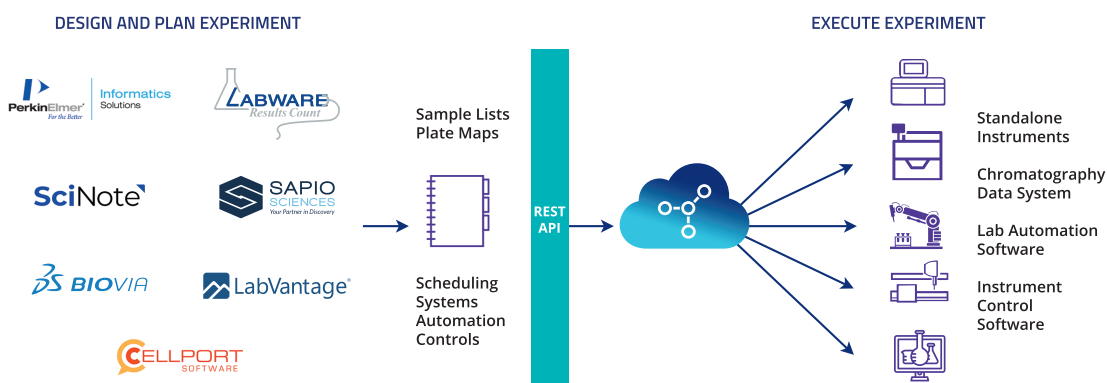 DESIGN AND PLAN EXPERIMENT
EXECUTE EXPERIMENT
PerkinElmer®
For the Better
Informatics
Solutions
LABWARE
Results Count
SciNote
SAPIO
SCIENCES
Your Partner in Discovery
BIOVIA
LabVantage®
CELLPORT
SOFTWARE
Sample Lists
Plate Maps
Scheduling
Systems
Automation
Controls
REST
API
Standalone
Instruments
Chromatography
Data System
Lab Automation
Software
Instrument
Control
Software